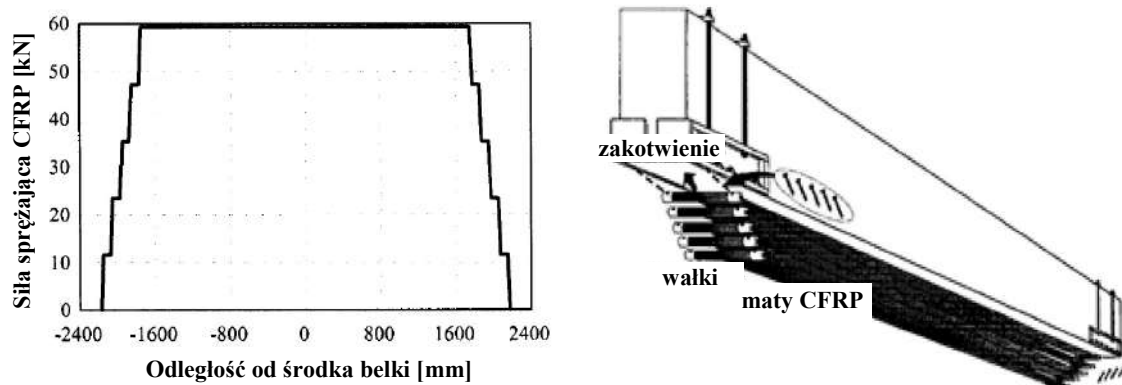 Siła sprężająca CFRP [kN]
60
50
40
30
20
10
0
-2400 -1600 -800 0 800 1600 2400
Odległość od środka belki [mm]
zakotwienie
wałki
maty CFRP